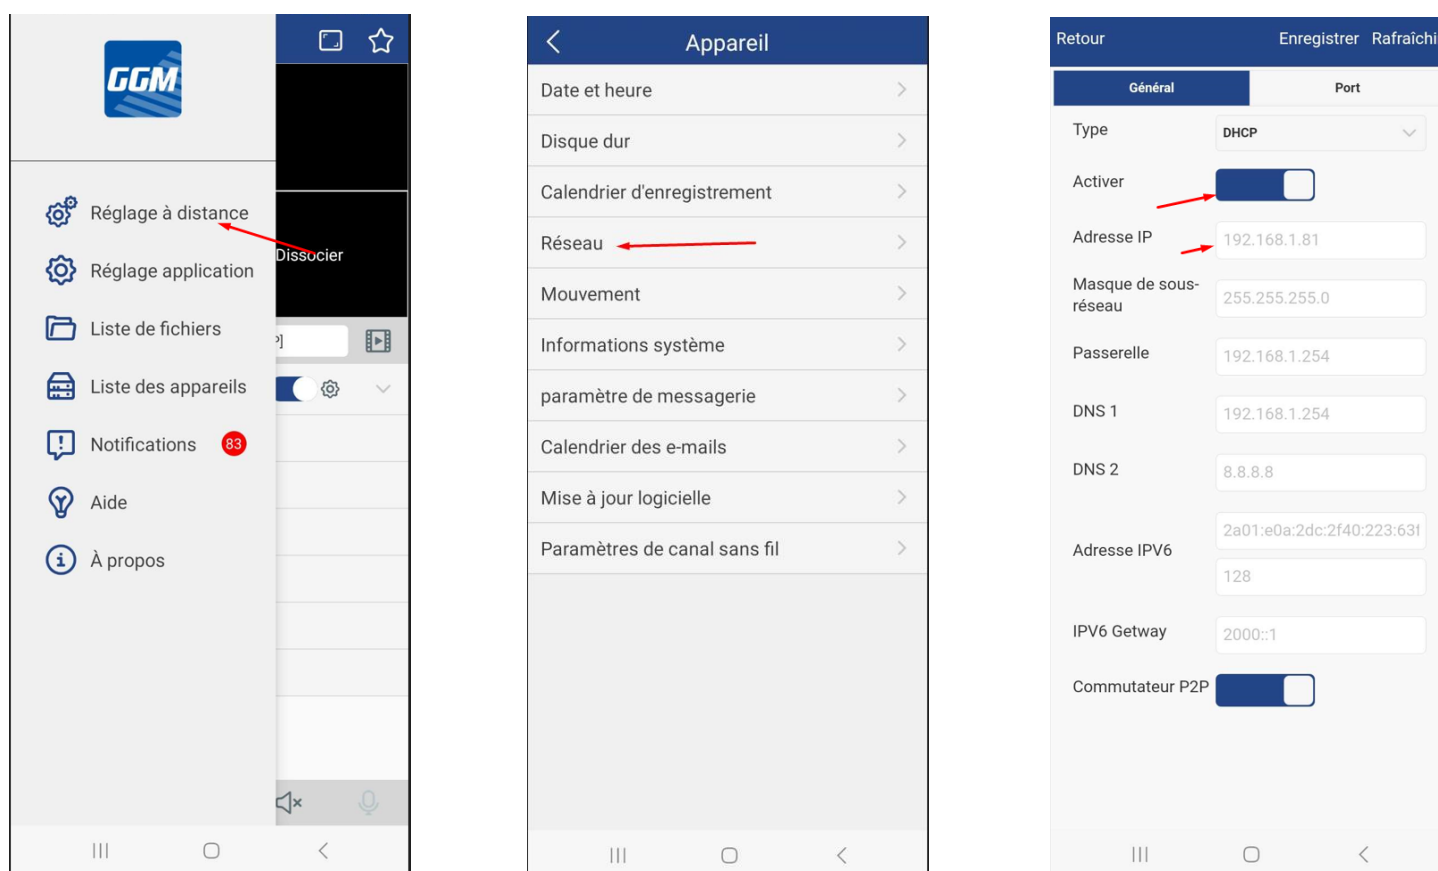 GGM
Réglage à distance
Dissocier
Réglage application
Liste de fichiers
Liste des appareils
Notifications 83
Aide
À propos
Appareil
Date et heure
Disque dur
Calendrier d'enregistrement
Réseau
Mouvement
Informations système
paramètre de messagerie
Calendrier des e-mails
Mise à jour logicielle
Paramètres de canal sans fil
Retour Enregistrer Rafraîchi
Général Port
Type DHCP
Activer
Adresse IP 192.168.1.81
Masque de sous-
réseau 255.255.255.0
Passerelle 192.168.1.254
DNS 1 192.168.1.254
DNS 2 8.8.8.8
Adresse IPV6 2a01:e0a:2dc:2f40:223:63f
128
IPV6 Getway 2000::1
Commutateur P2P